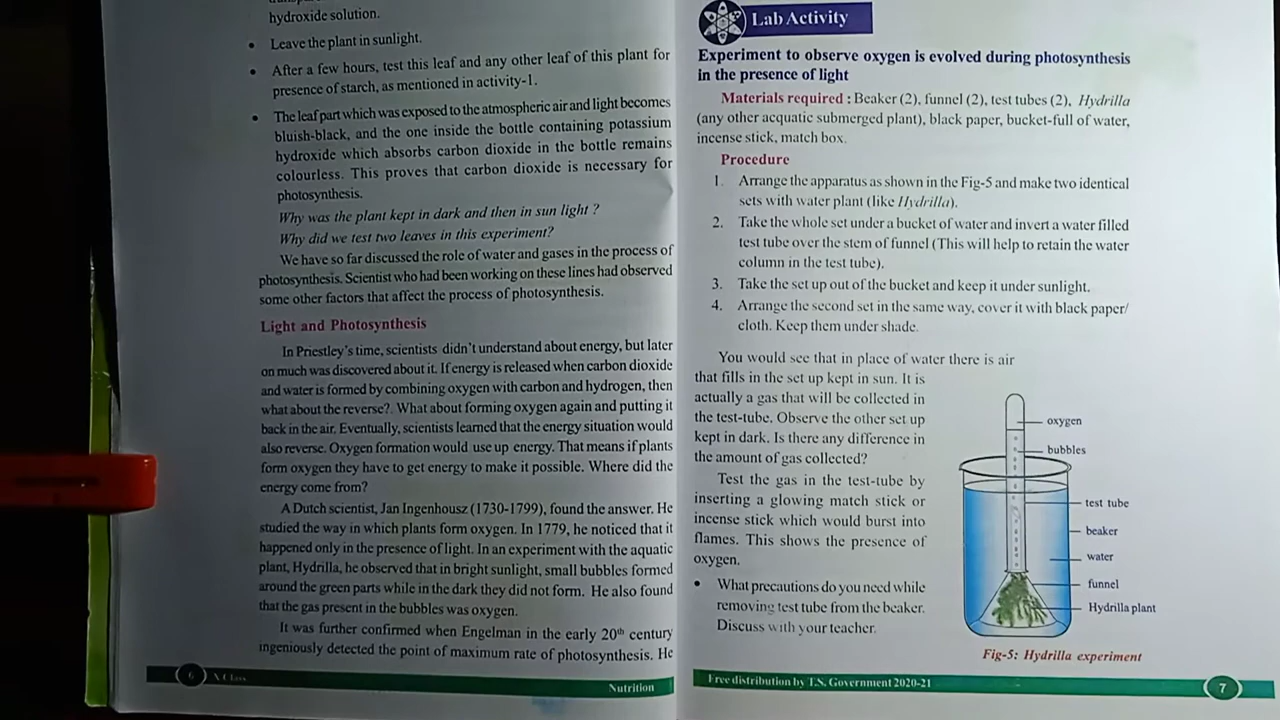 hydroxide solution.
• Leave the plant in sunlight.
• After a few hours, test this leaf and any other leaf of this plant for
presence of starch, as mentioned in activity-1.
• The leaf part which was exposed to the atmospheric air and light becomes
bluish-black, and the one inside the bottle containing potassium
hydroxide which absorbs carbon dioxide in the bottle remains
colourless. This proves that carbon dioxide is necessary for
photosynthesis.
Why was the plant kept in dark and then in sun light ?
Why did we test two leaves in this experiment?
We have so far discussed the role of water and gases in the process of
photosynthesis. Scientist who had been working on these lines had observed
some other factors that affect the process of photosynthesis.
Light and Photosynthesis
In Priestley's time, scientists didn't understand about energy, but later
on much was discovered about it. If energy is released when carbon dioxide
and water is formed by combining oxygen with carbon and hydrogen, then
what about the reverse? What about forming oxygen again and putting it
back in the air. Eventually, scientists learned that the energy situation would
also reverse. Oxygen formation would use up energy. That means if plants
form oxygen they have to get energy to make it possible. Where did the
energy come from?
A Dutch scientist, Jan Ingenhousz (1730-1799), found the answer. He
studied the way in which plants form oxygen. In 1779, he noticed that it
happened only in the presence of light. In an experiment with the aquatic
plant, Hydrilla, he observed that in bright sunlight, small bubbles formed
around the green parts while in the dark they did not form. He also found
that the gas present in the bubbles was oxygen.
It was further confirmed when Engelman in the early 20th century
ingeniously detected the point of maximum rate of photosynthesis. He
6 X Class
Nutrition
Lab Activity
Experiment to observe oxygen is evolved during photosynthesis
in the presence of light
Materials required : Beaker (2), funnel (2), test tubes (2), Hydrilla
(any other acquatic submerged plant), black paper, bucket-full of water,
incense stick, match box.
Procedure
1. Arrange the apparatus as shown in the Fig-5 and make two identical
sets with water plant (like Hydrilla).
2. Take the whole set under a bucket of water and invert a water filled
test tube over the stem of funnel (This will help to retain the water
column in the test tube).
3. Take the set up out of the bucket and keep it under sunlight.
4. Arrange the second set in the same way, cover it with black paper/
cloth. Keep them under shade.
You would see that in place of water there is air
that fills in the set up kept in sun. It is
actually a gas that will be collected in
the test-tube. Observe the other set up
kept in dark. Is there any difference in
the amount of gas collected?
Test the gas in the test-tube by
inserting a glowing match stick or
incense stick which would burst into
flames. This shows the presence of
oxygen.
• What precautions do you need while
removing test tube from the beaker.
Discuss with your teacher.
oxygen
bubbles
test tube
beaker
water
funnel
Hydrilla plant
Fig-5: Hydrilla experiment
Free distribution by T.S. Government 2020-21
7